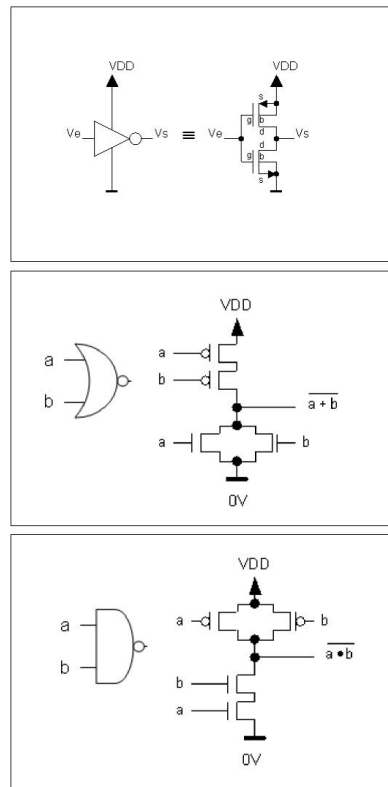 VDD VDD
s
Ve Vs ≡ Ve g b Vs
d
d
g b
s
VDD
a a
b b
a + b
a b
0V
VDD
a a b
b a • b
b
a
0V